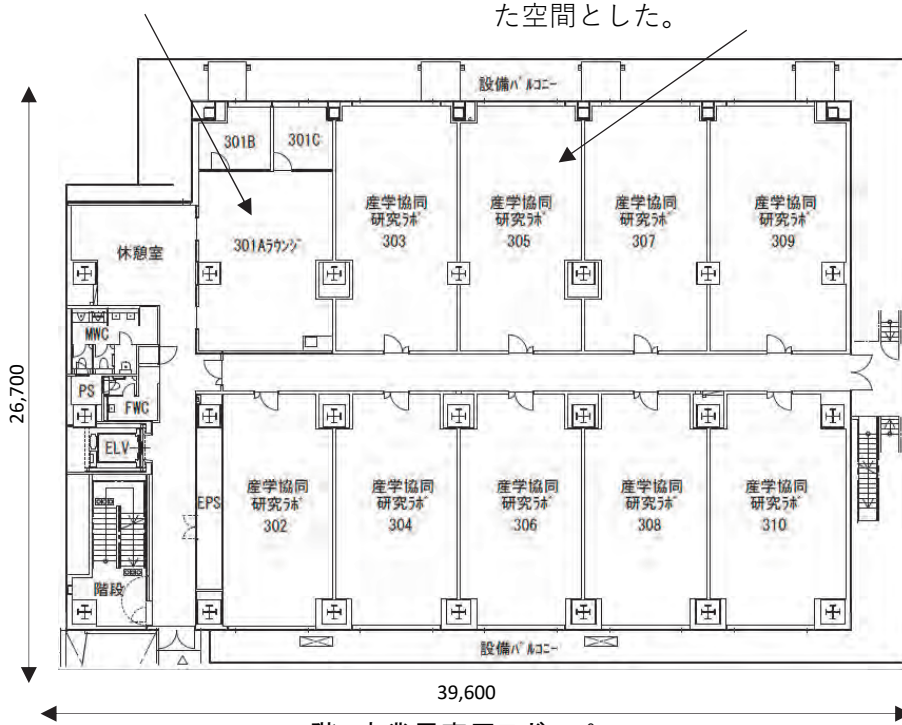 た空間とした。
設備バルコニー
301B
301C
産学協同
研究ラボ
303
産学協同
研究ラボ
305
産学協同
研究ラボ
307
産学協同
研究ラボ
309
休憩室
301Aラウンジ
MWC
PS
FWC
ELV
EPS
26,700
産学協同
研究ラボ
302
産学協同
研究ラボ
304
産学協同
研究ラボ
306
産学協同
研究ラボ
308
産学協同
研究ラボ
310
階段
設備バルコニー
39,600